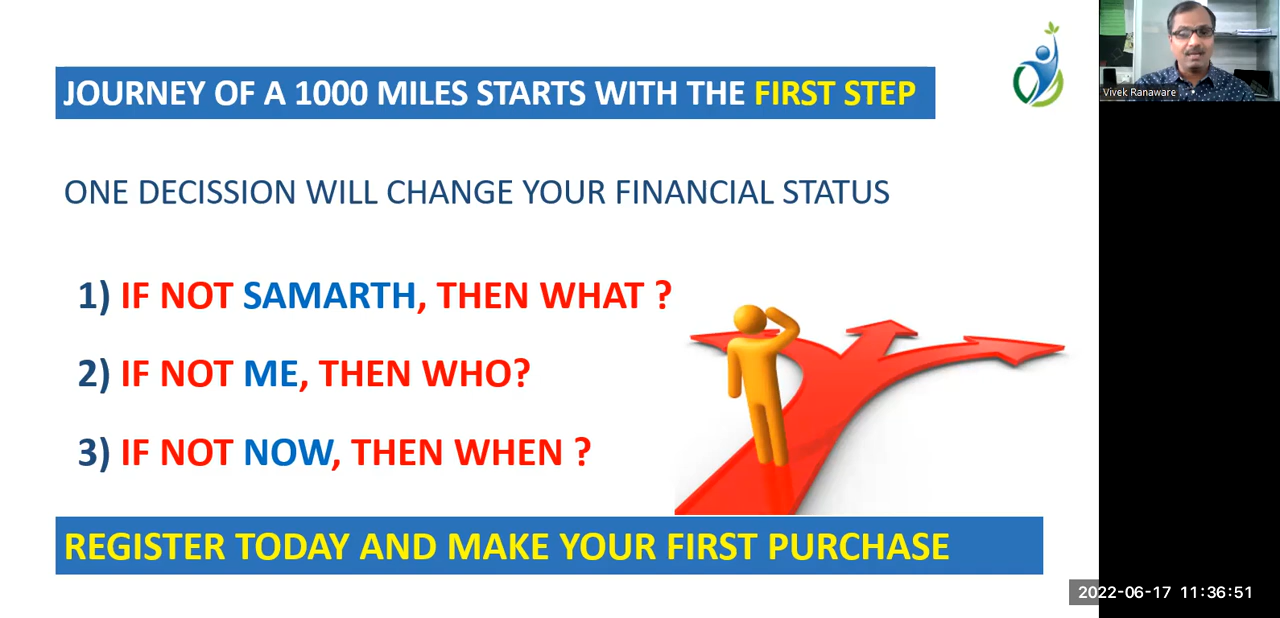 JOURNEY OF A 1000 MILES STARTS WITH THE FIRST STEP
Vivek Ranaware
ONE DECISSION WILL CHANGE YOUR FINANCIAL STATUS
1) IF NOT SAMARTH, THEN WHAT ?
2) IF NOT ME, THEN WHO?
3) IF NOT NOW, THEN WHEN ?
REGISTER TODAY AND MAKE YOUR FIRST PURCHASE
2022-06-17 11:36:51